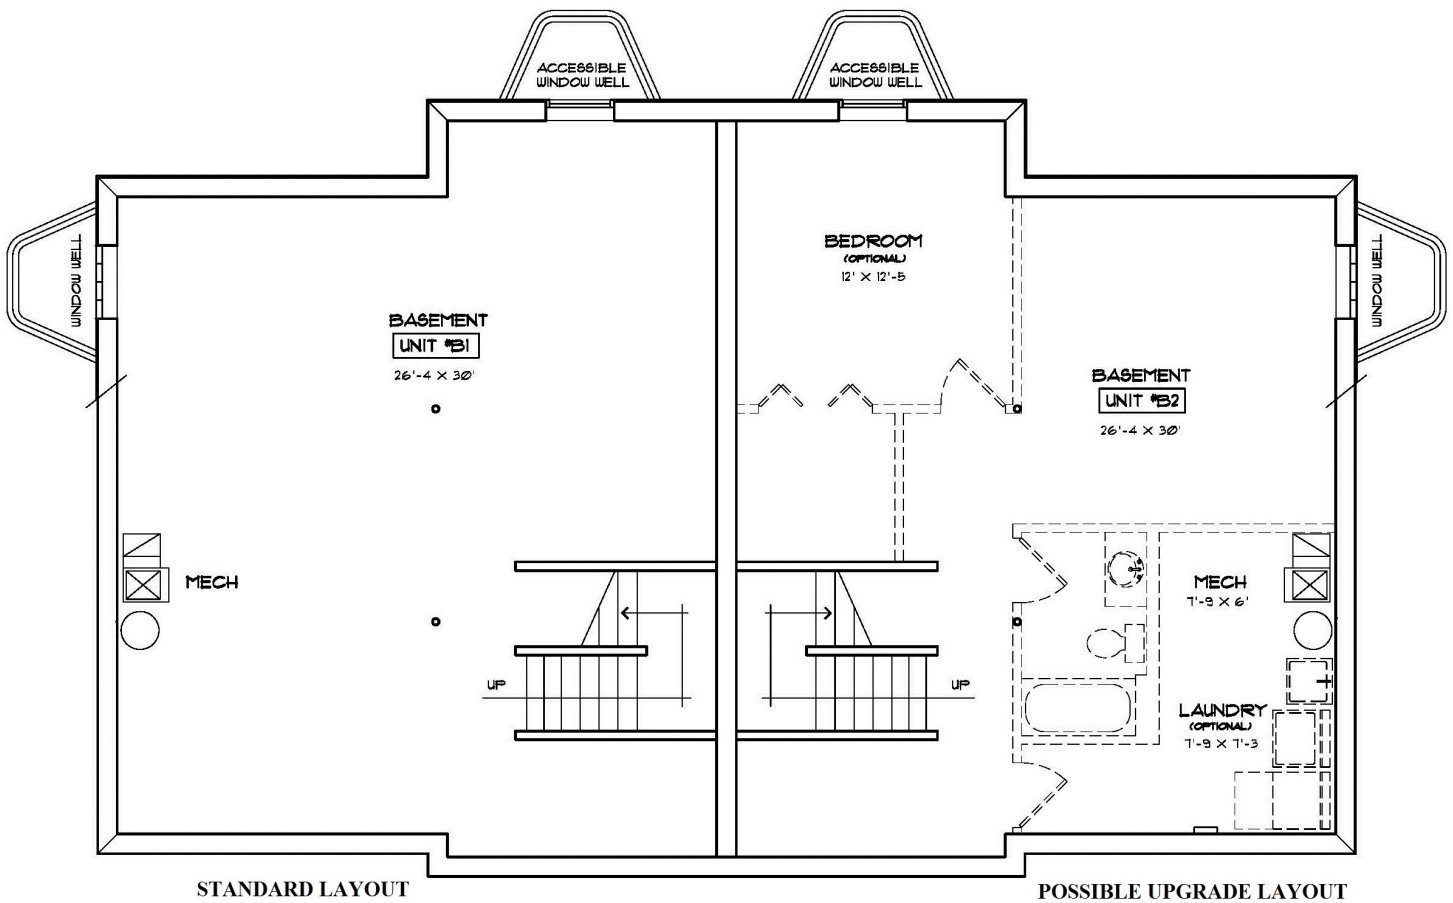 ACCESSIBLE
WINDOW WELL
ACCESSIBLE
WINDOW WELL
WINDOW WELL
WINDOW WELL
BEDROOM
(OPTIONAL)
12' X 12'-5
BASEMENT
UNIT #B1
26'-4 X 30'
BASEMENT
UNIT #B2
26'-4 X 30'
MECH
MECH
7'-9 X 6'
UP
UP
LAUNDRY
(OPTIONAL)
7'-9 X 7'-3
STANDARD LAYOUT
POSSIBLE UPGRADE LAYOUT